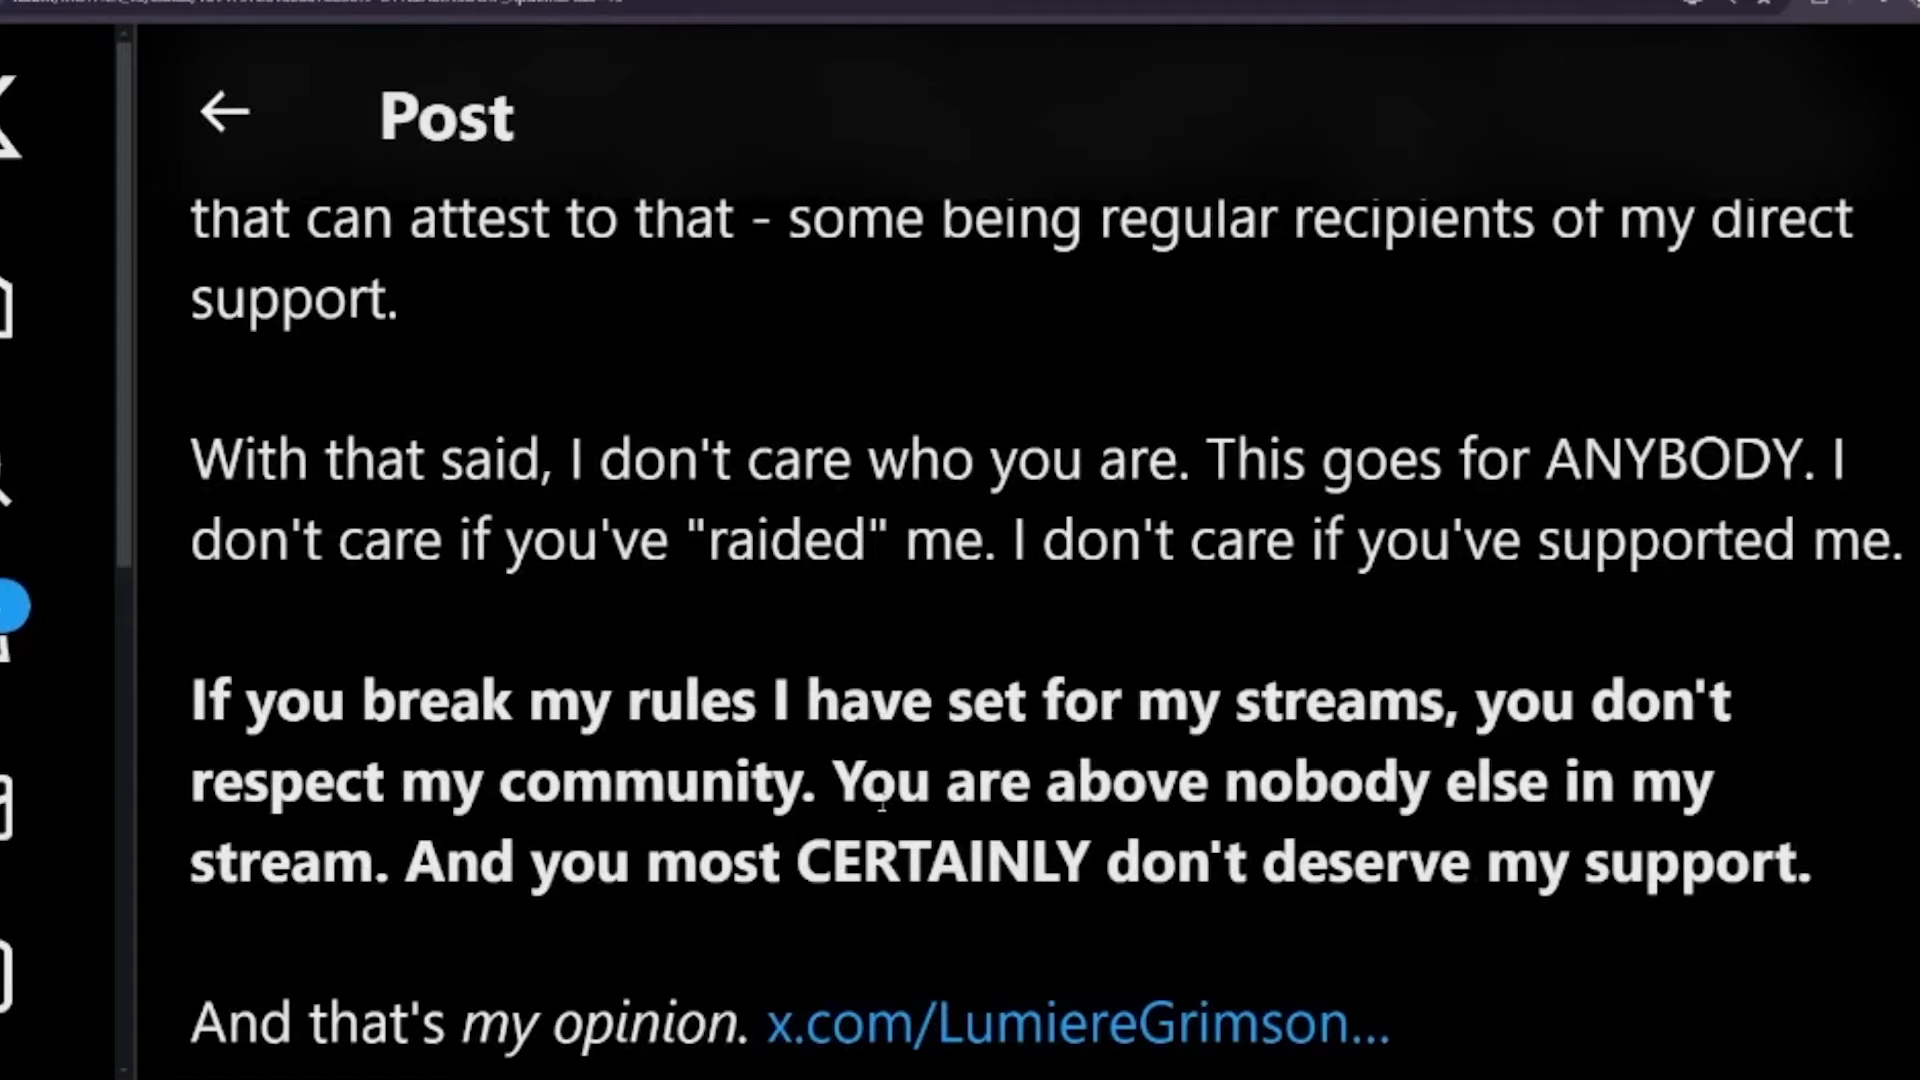 Post
that can attest to that - some being regular recipients of my direct
support.
With that said, I don't care who you are. This goes for ANYBODY. I
don't care if you've "raided" me. I don't care if you've supported me.
If you break my rules I have set for my streams, you don't
respect my community. You are above nobody else in my
stream. And you most CERTAINLY don't deserve my support.
And that's my opinion. x.com/LumiereGrimson...